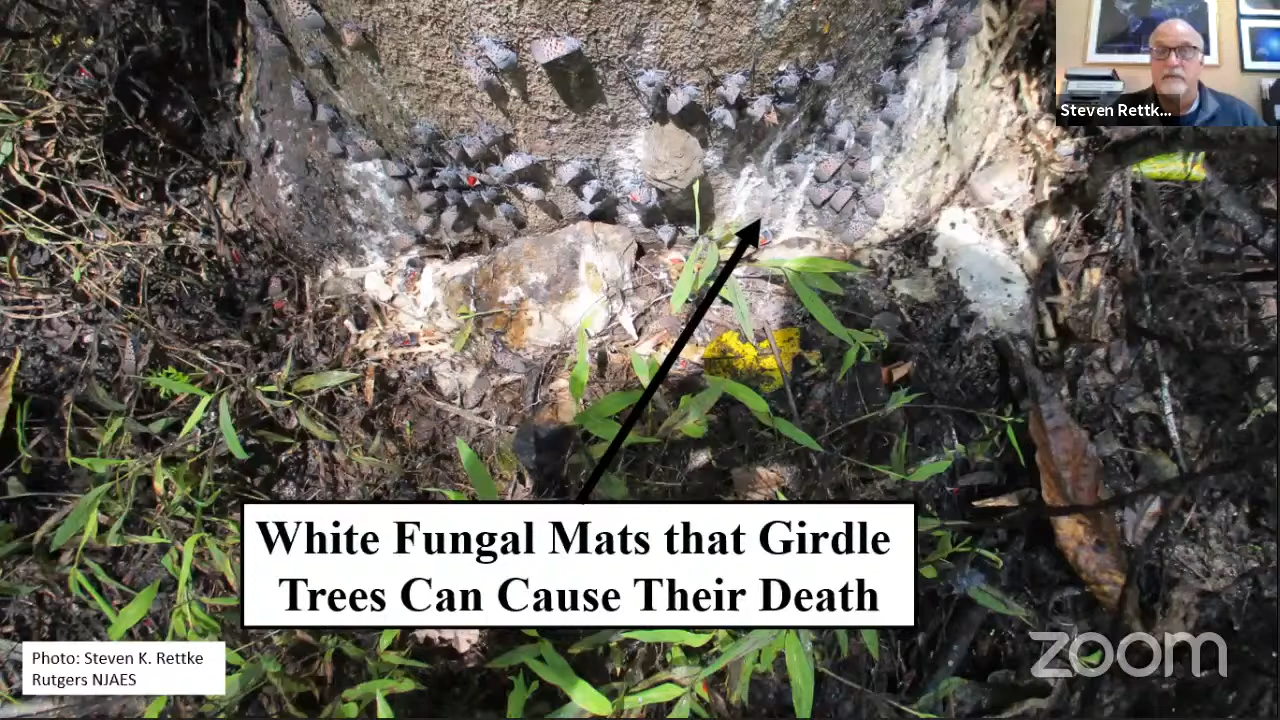 Steven Rettk...
White Fungal Mats that Girdle
Trees Can Cause Their Death
Photo: Steven K. Rettke
Rutgers NJAES
zoom